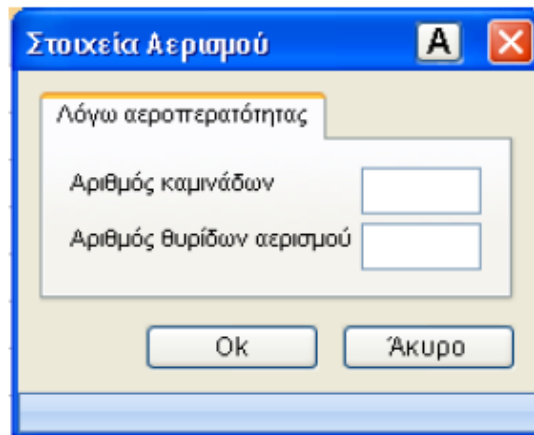 Στοιχεία Αερισμού A
Λόγω αεροπερατότητας
Αριθμός καμινάδων
Αριθμός θυρίδων αερισμού
Ok Άκυρο